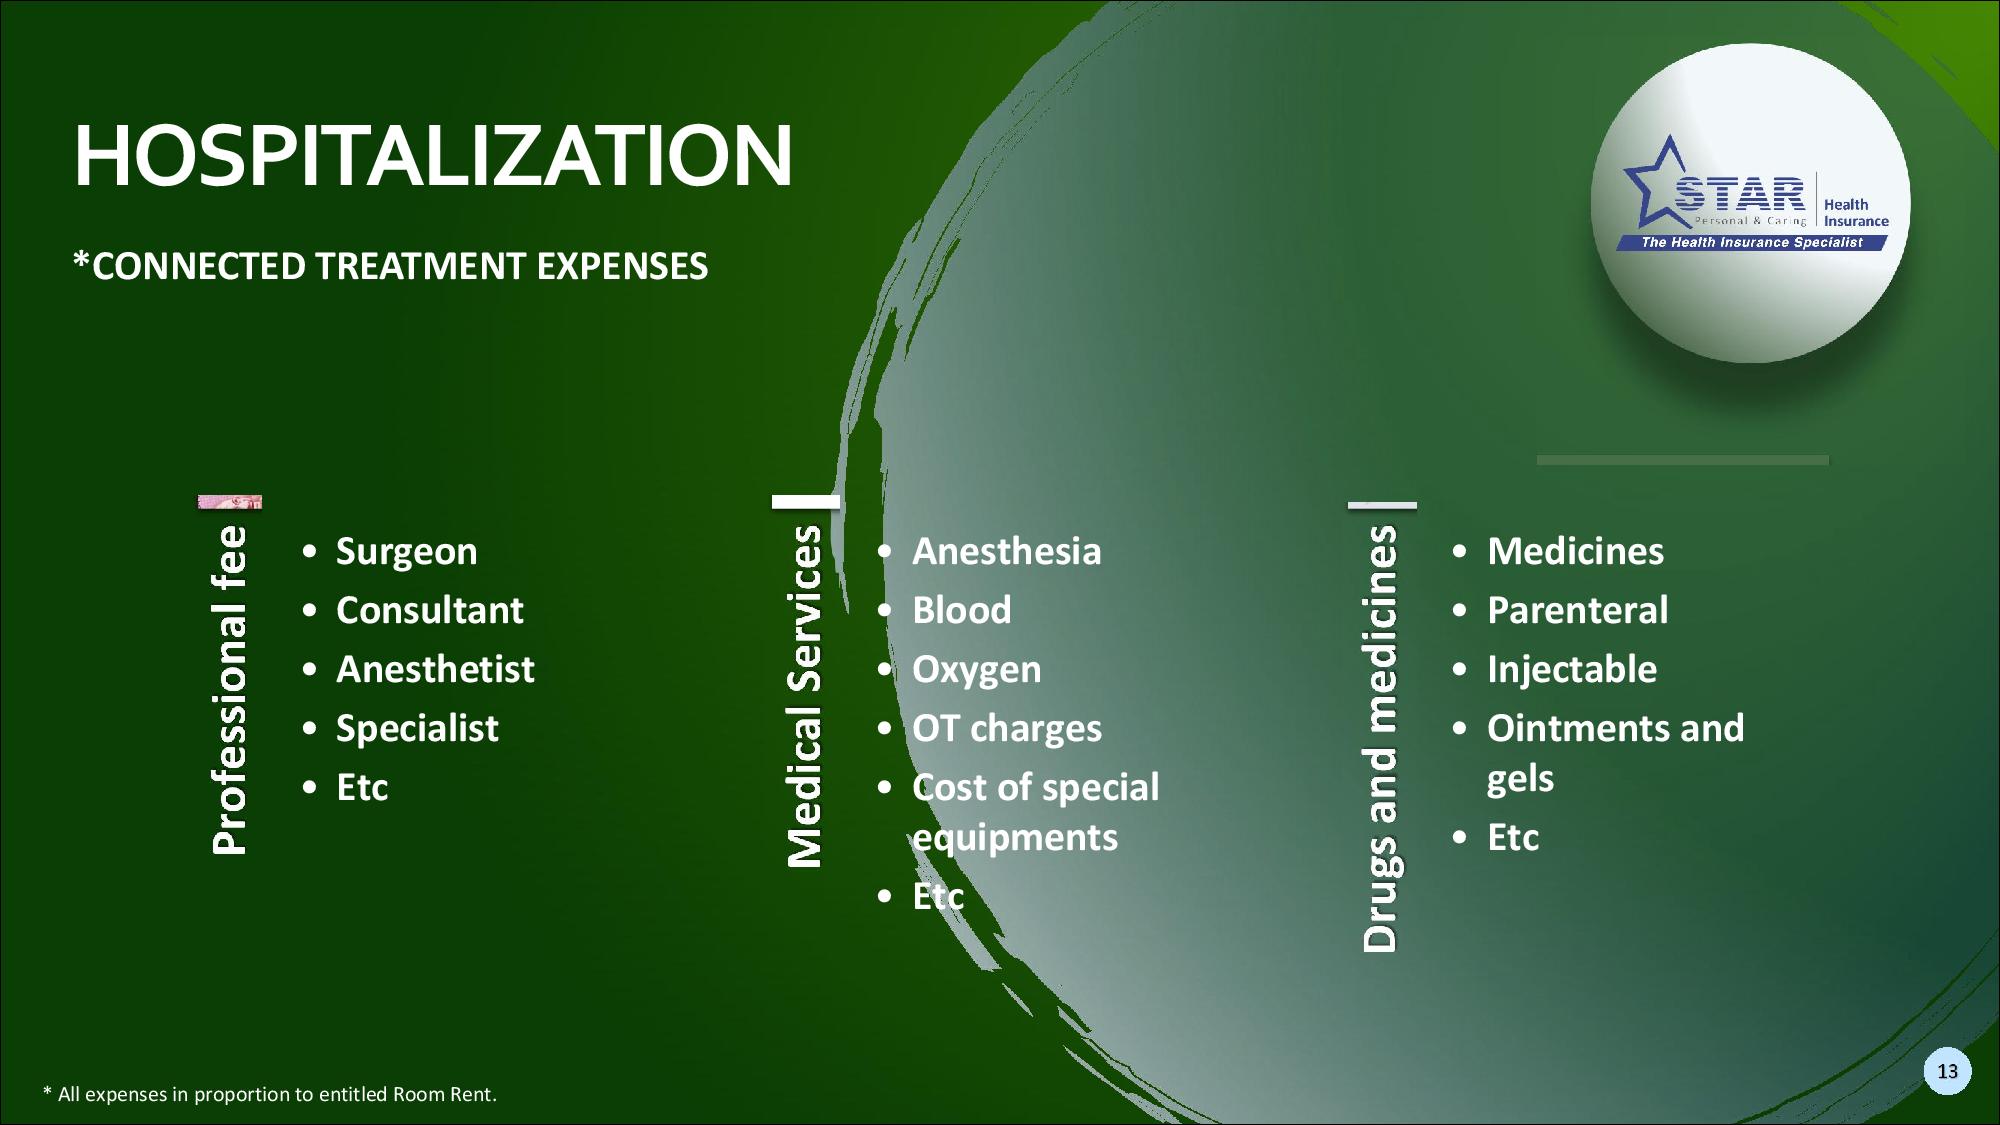 HOSPITALIZATION
*CONNECTED TREATMENT EXPENSES
STAR
Personal & Caring
Health
Insurance
The Health Insurance Specialist
Professional fee
• Surgeon
• Consultant
• Anesthetist
• Specialist
• Etc
Medical Services
• Anesthesia
• Blood
• Oxygen
• OT charges
• Cost of special
equipments
• Etc
Drugs and medicines
• Medicines
• Parenteral
• Injectable
• Ointments and
gels
• Etc
* All expenses in proportion to entitled Room Rent.
13